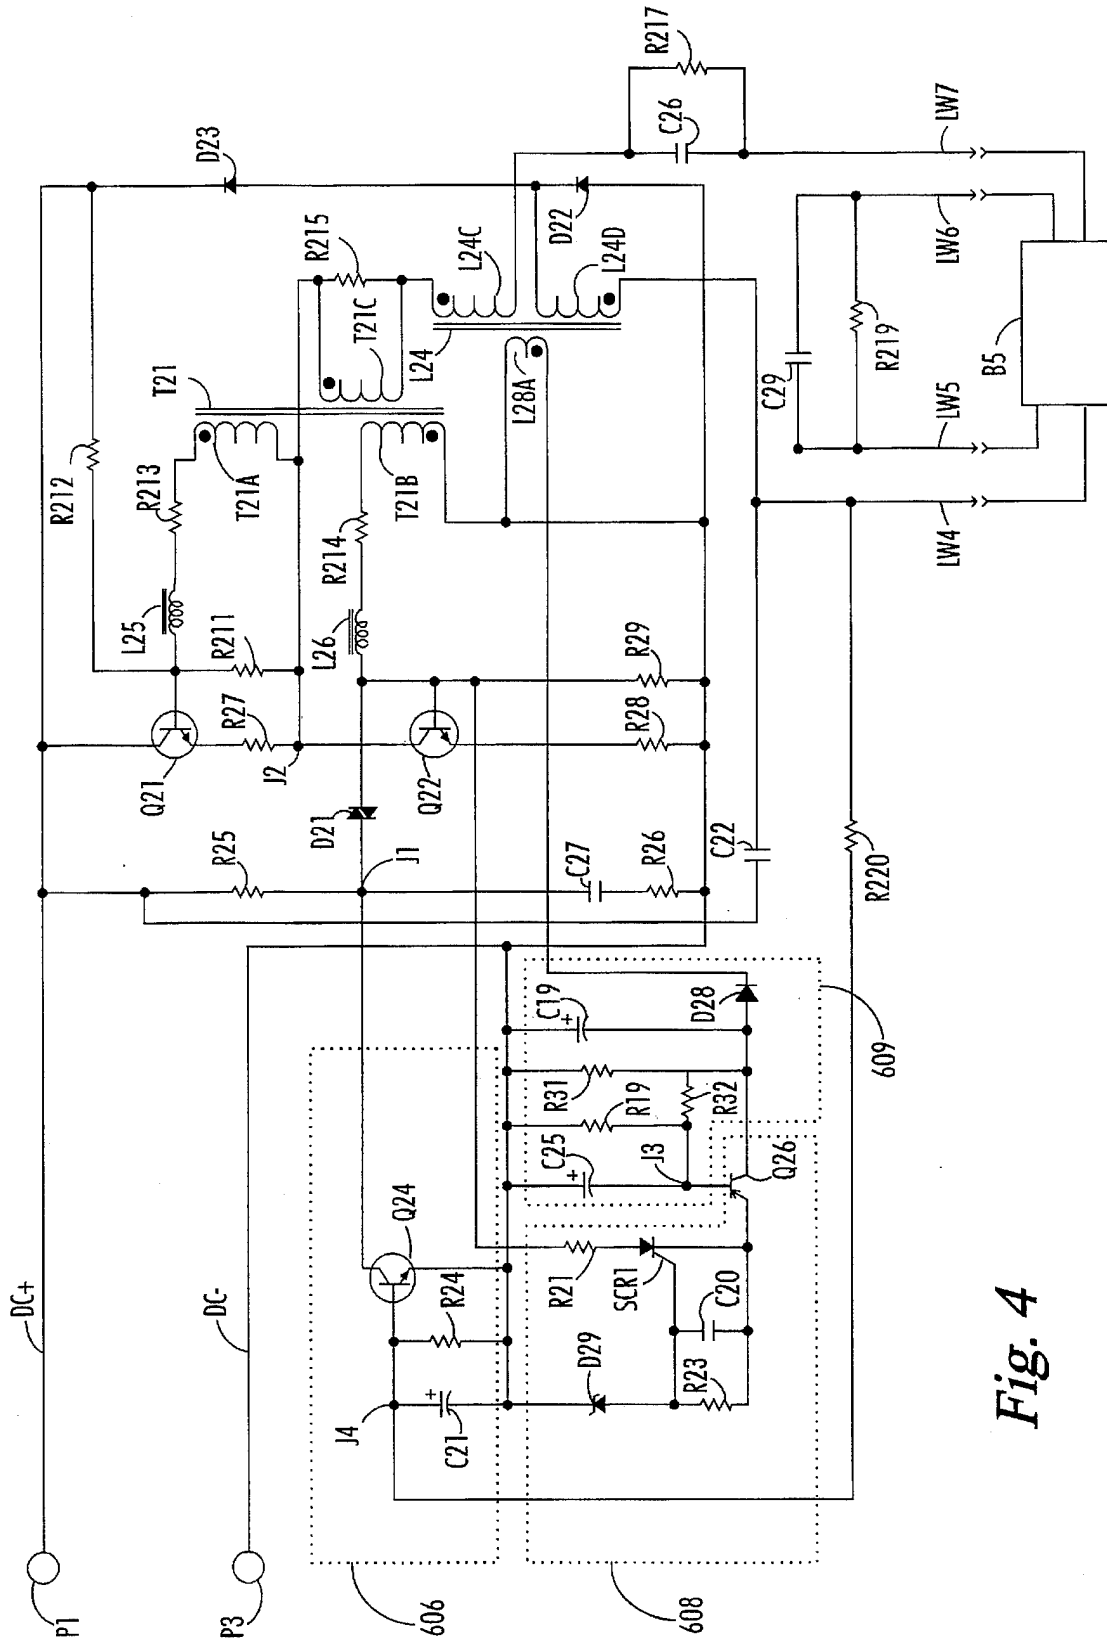 DC+
P1
DC-
P3
R212
D23
R213
T21
R215
R217
L25
T21A
T21C
L24C
C26
Q21
R211
R27
J2
L26
R214
T21B
L24
D22
L24D
LW7
R25
D21
Q22
L28A
J1
R29
R28
C29
R219
LW6
LW5
B5
C27
R26
C22
LW4
R220
Q24
C19
D28
609
R31
R19
R32
C25
J3
Q26
R24
J4
C21
R21
SCR1
C20
D29
R23
606
608
Fig. 4